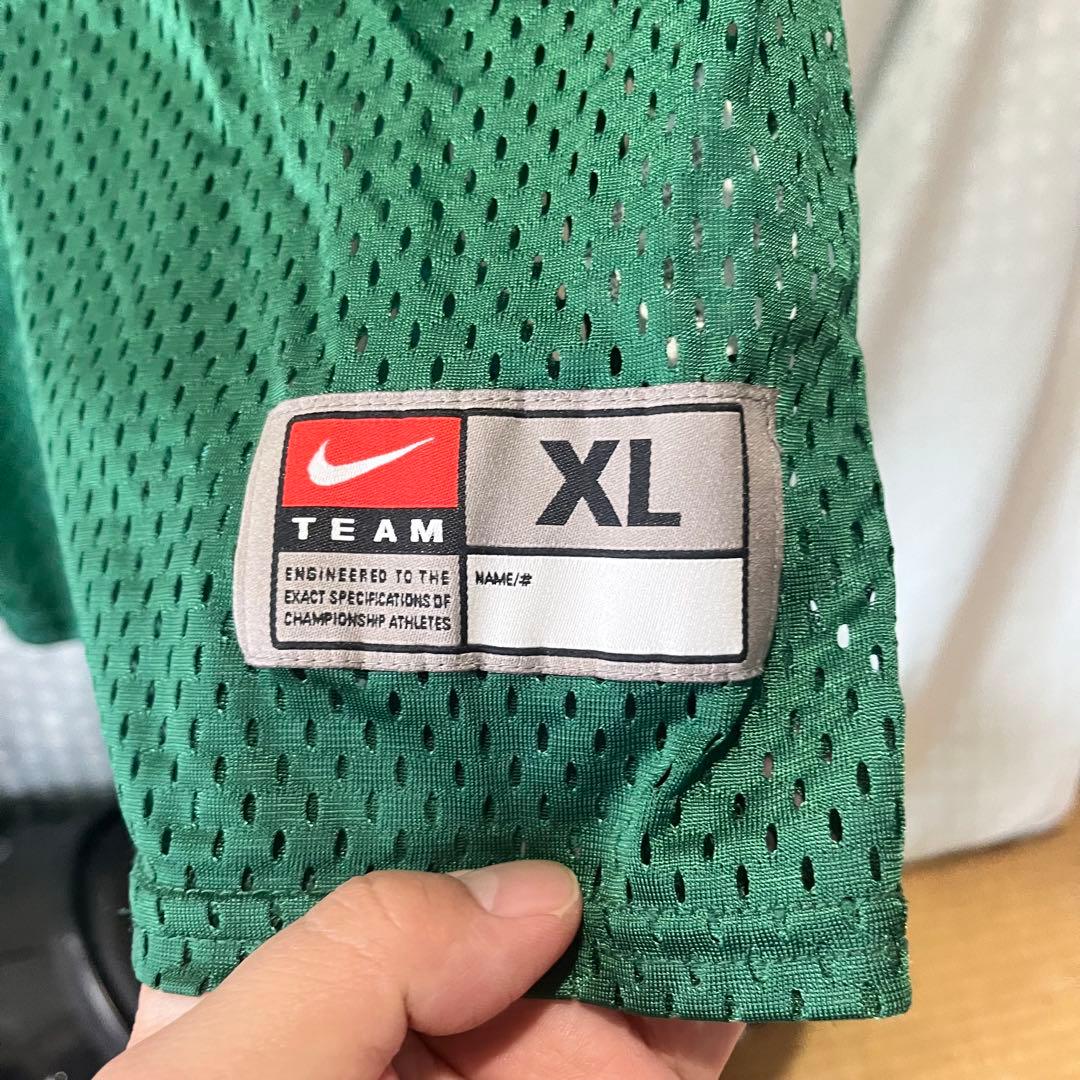 TEAM
XL
ENGINEERED TO THE
EXACT SPECIFICATIONS OF
CHAMPIONSHIP ATHLETES
NAME/#